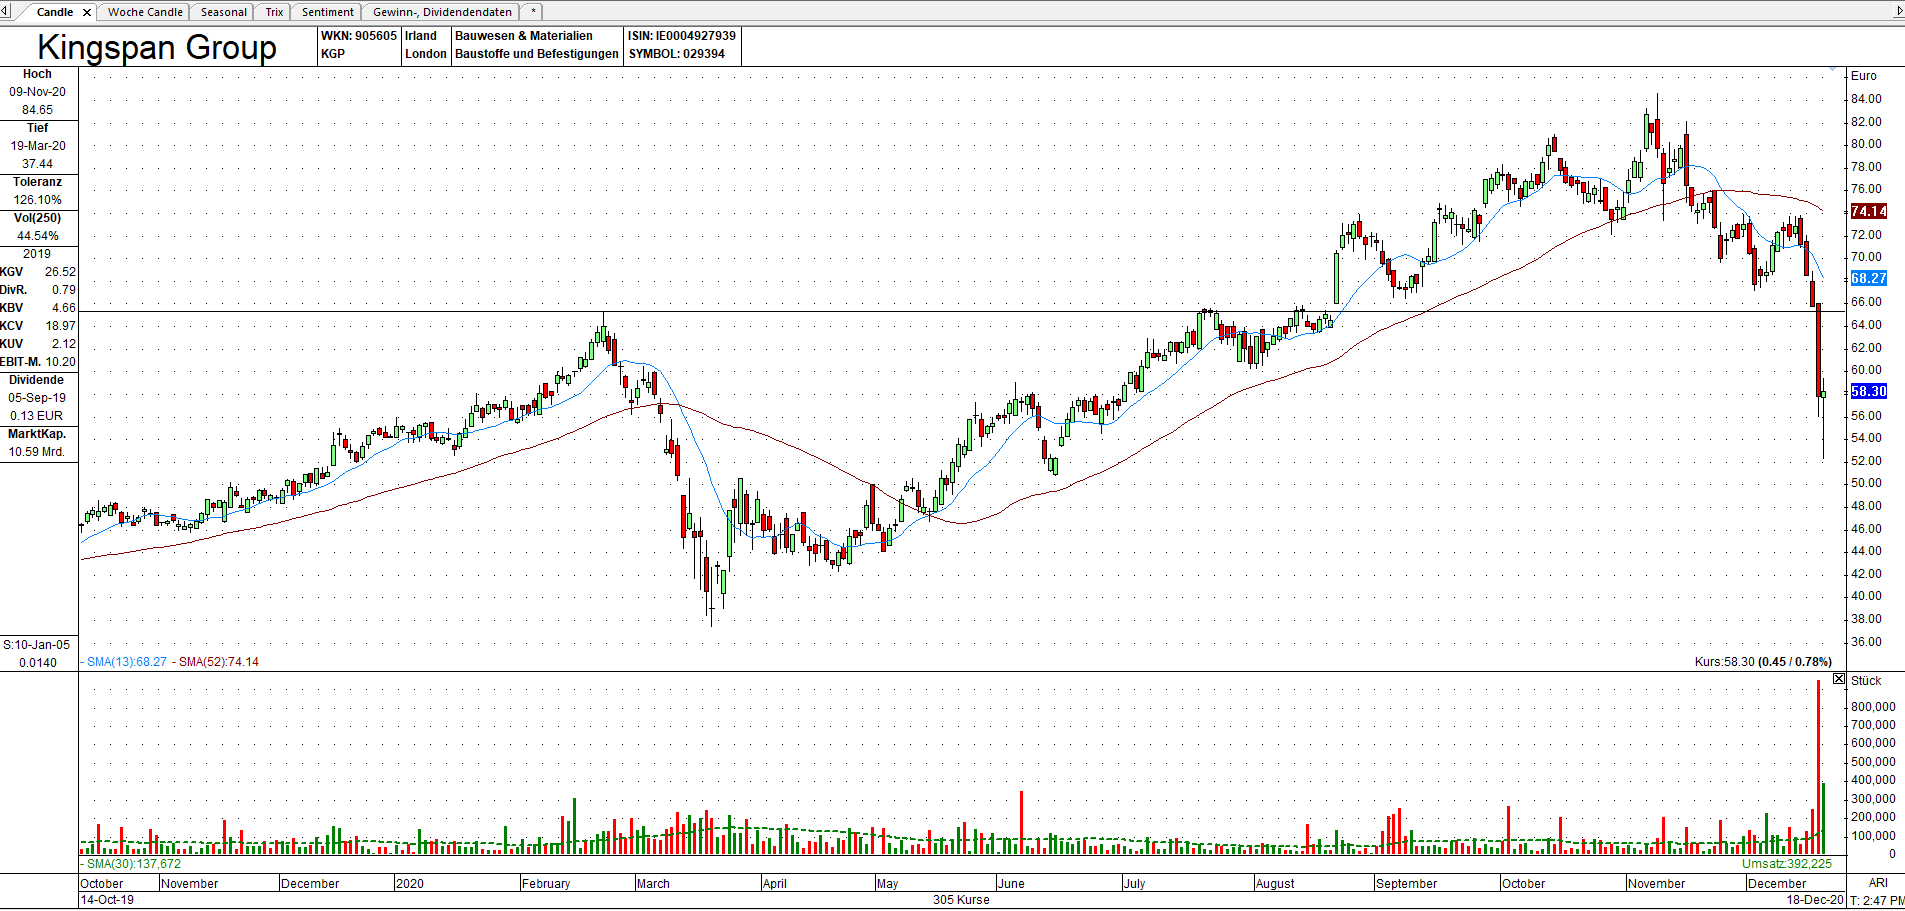 Candle X Woche Candle Seasonal Trix Sentiment Gewinn-, Dividendendaten *
Kingspan Group
WKN: 905605 Irland Bauwesen & Materialien ISIN: IE0004927939
KGP London Baustoffe und Befestigungen SYMBOL: 029394
Hoch
09-Nov-20
84.65
Tief
19-Mar-20
37.44
Toleranz
126.10%
Vol(250)
44.54%
2019
KGV 26.52
DivR. 0.79
KBV 4.66
KCV 18.97
KUV 2.12
EBIT-M. 10.20
Dividende
05-Sep-19
0.13 EUR
MarktKap.
10.59 Mrd.
S:10-Jan-05
0.0140
Euro
84.00
82.00
80.00
78.00
76.00
74.14
72.00
70.00
68.27
66.00
64.00
62.00
60.00
58.30
56.00
54.00
52.00
50.00
48.00
46.00
44.00
42.00
40.00
38.00
36.00
- SMA(13):68.27 - SMA(52):74.14
Kurs:58.30 (0.45 / 0.78%)
Stück
800,000
700,000
600,000
500,000
400,000
300,000
200,000
100,000
0
- SMA(30):137,672
Umsatz:392,225
October November December 2020 February March April May June July August September October November December ARI
14-Oct-19 305 Kurse 18-Dec-20 T: 2:47 PM